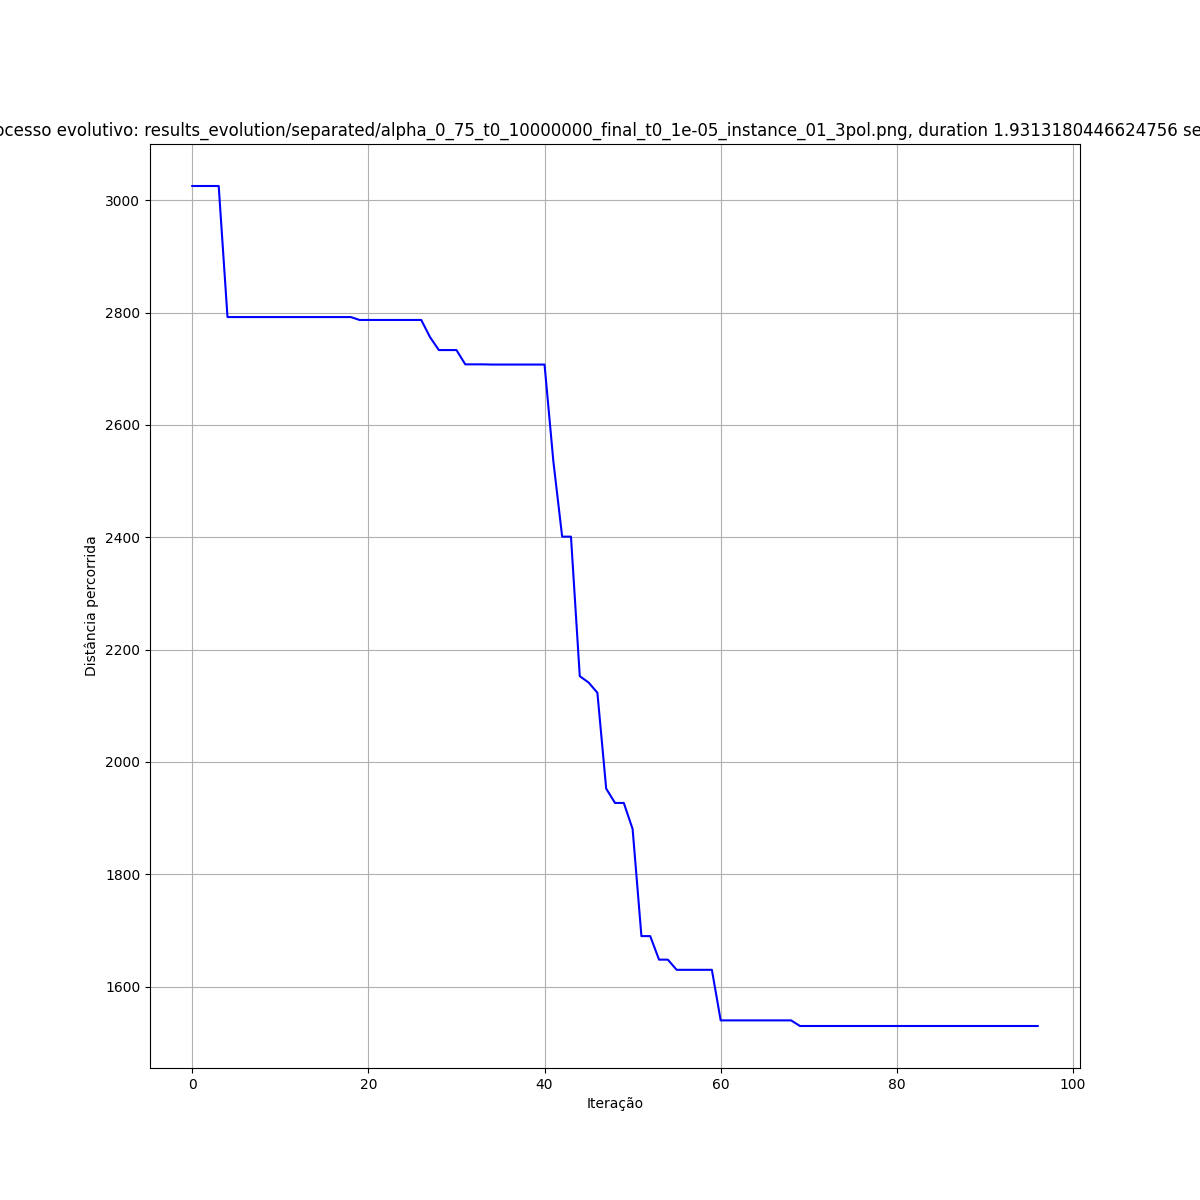 ocesso evolutivo: results_evolution/separated/alpha_0_75_t0_10000000_final_t0_1e-05_instance_01_3pol.png, duration 1.9313180446624756 se
3000
2800
2600
2400
2200
2000
1800
1600
Distância percorrida
0 20 40 60 80 100
Iteração